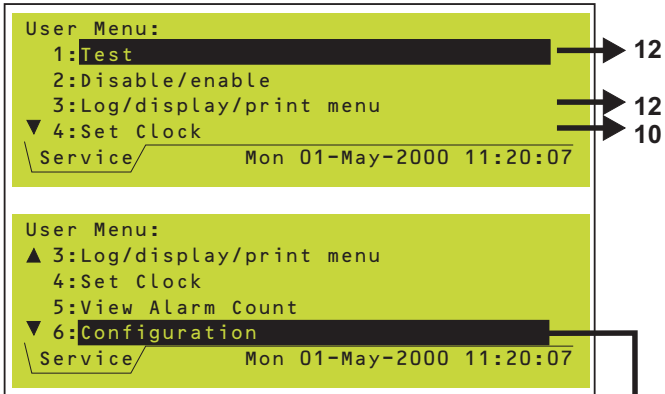 User Menu:
1:Test 12
2:Disable/enable
3:Log/display/print menu 12
▼ 4:Set Clock 10
Service Mon 01-May-2000 11:20:07
User Menu:
▲ 3:Log/display/print menu
4:Set Clock
5:View Alarm Count
▼ 6:Configuration
Service Mon 01-May-2000 11:20:07